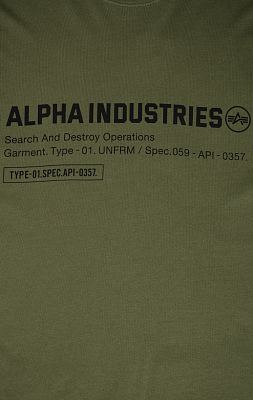 ALPHA INDUSTRIES
Search And Destroy Operations
Garment. Type - 01. UNFRM / Spec.059 - API - 0357.
TYPE-01.SPEC.API-0357.